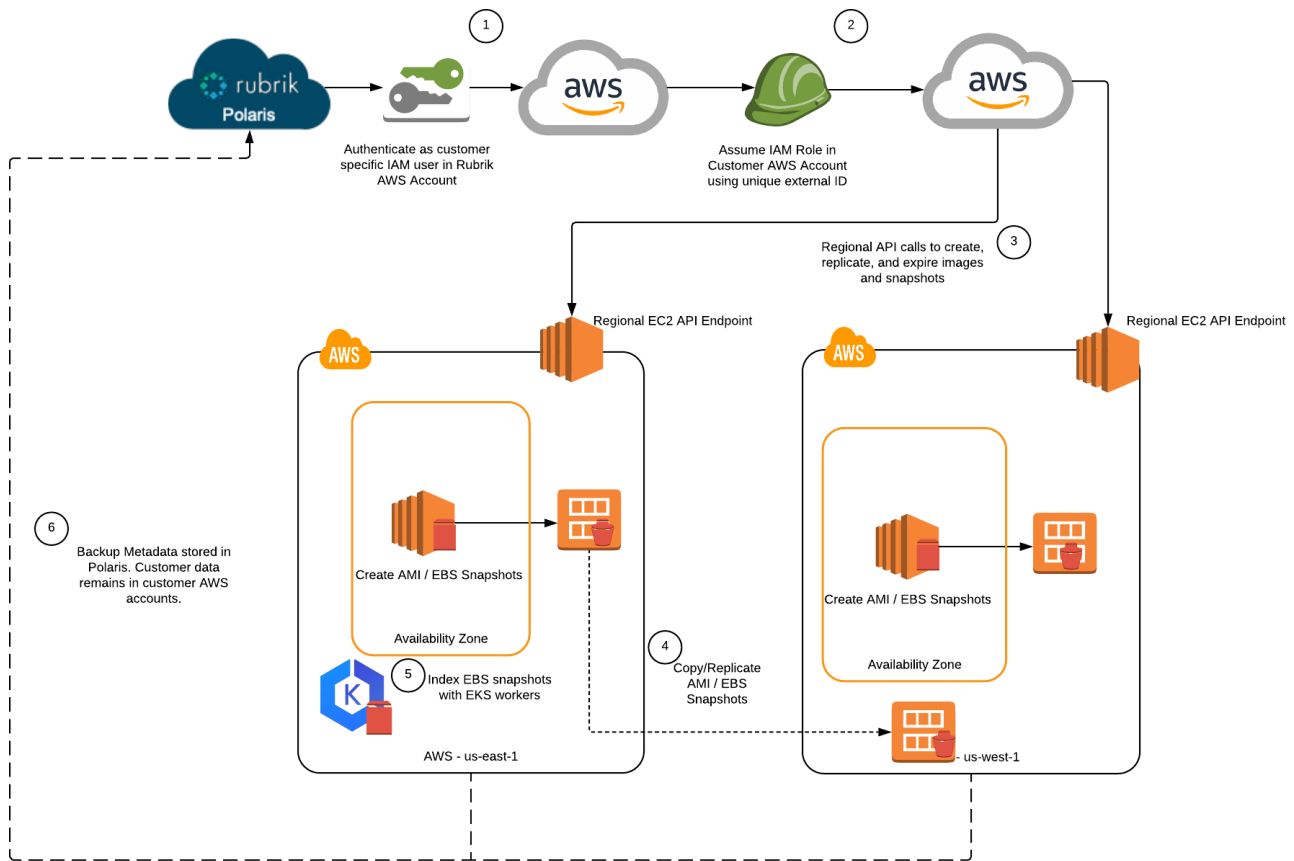 1
2
rubrik
Polaris
aws
aws
Authenticate as customer
specific IAM user in Rubrik
AWS Account
Assume IAM Role in
Customer AWS Account
using unique external ID
3
Regional API calls to create,
replicate, and expire images
and snapshots
Regional EC2 API Endpoint
Regional EC2 API Endpoint
AWS
AWS
6
Backup Metadata stored in
Polaris. Customer data
remains in customer AWS
accounts.
Create AMI / EBS Snapshots
Availability Zone
Create AMI / EBS Snapshots
Availability Zone
4
Copy/Replicate
AMI / EBS
Snapshots
5
Index EBS snapshots
with EKS workers
K
AWS - us-east-1
- us-west-1